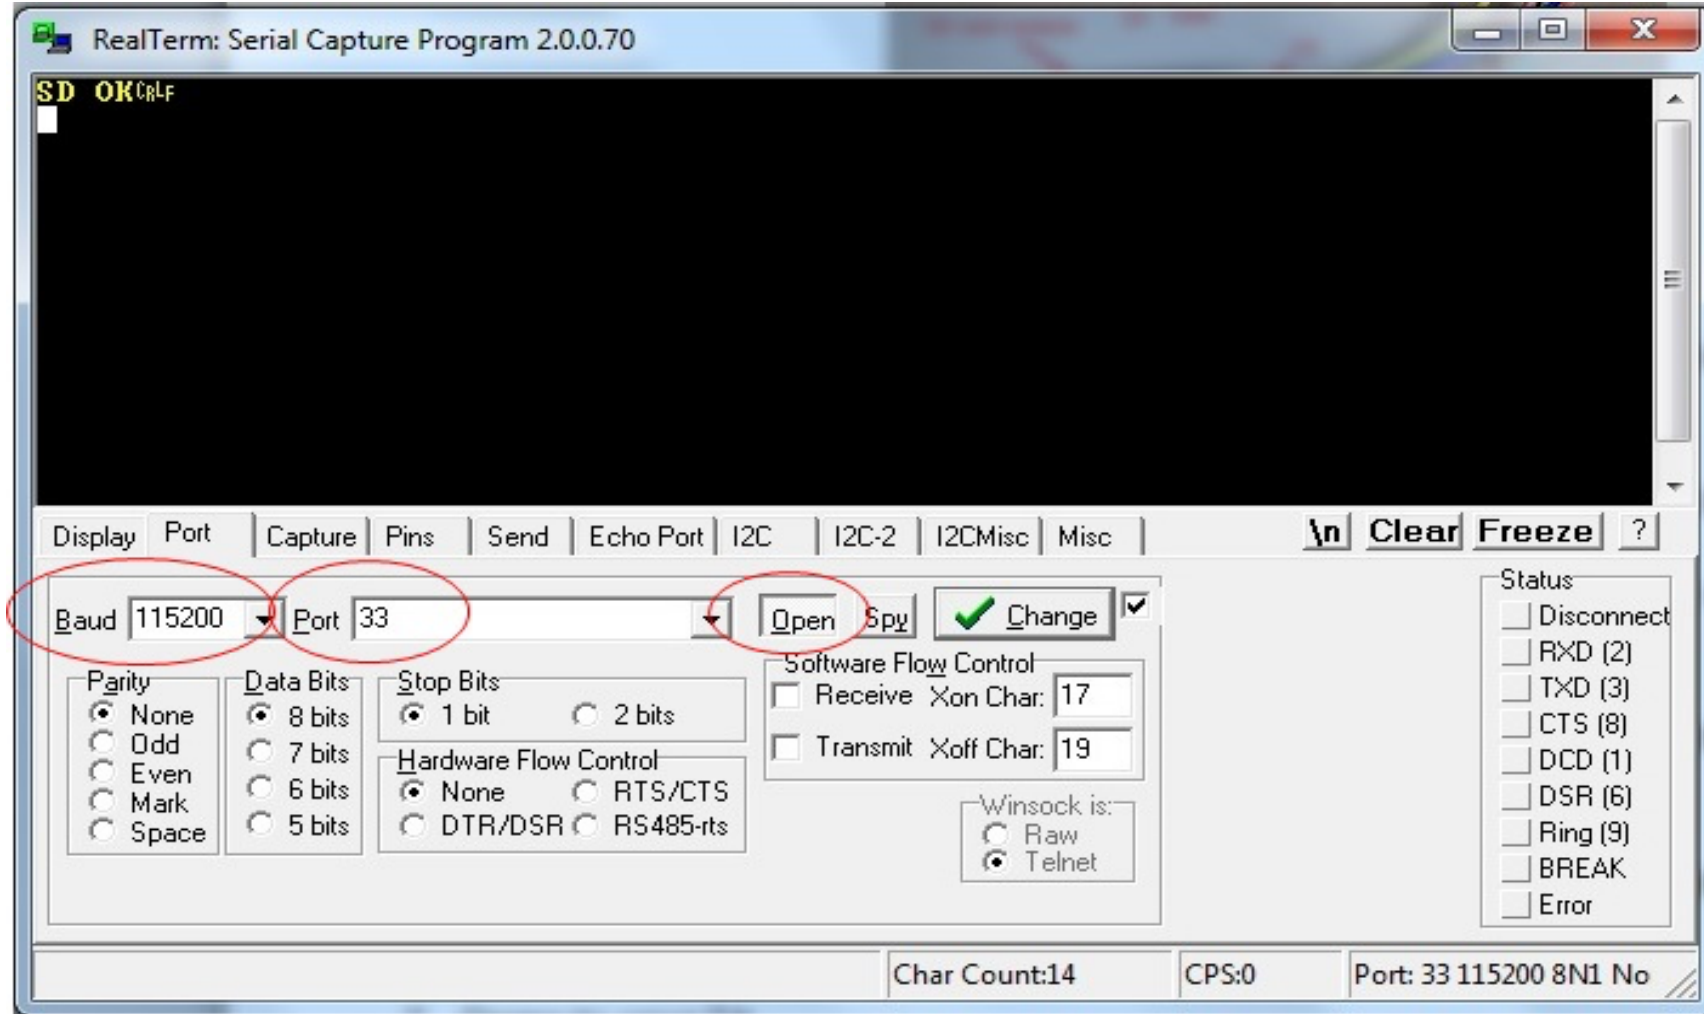 RealTerm: Serial Capture Program 2.0.0.70
SD OKCRLF
Display Port Capture Pins Send Echo Port I2C I2C-2 I2CMisc Misc \n Clear Freeze ?
Baud 115200 Port 33 Open Spy Change
Parity
None
Odd
Even
Mark
Space
Data Bits
8 bits
7 bits
6 bits
5 bits
Stop Bits
1 bit 2 bits
Hardware Flow Control
None RTS/CTS
DTR/DSR RS485-rts
Software Flow Control
Receive Xon Char: 17
Transmit Xoff Char: 19
Winsock is:
Raw
Telnet
Status
Disconnect
RXD (2)
TXD (3)
CTS (8)
DCD (1)
DSR (6)
Ring (9)
BREAK
Error
Char Count:14 CPS:0 Port: 33 115200 8N1 No